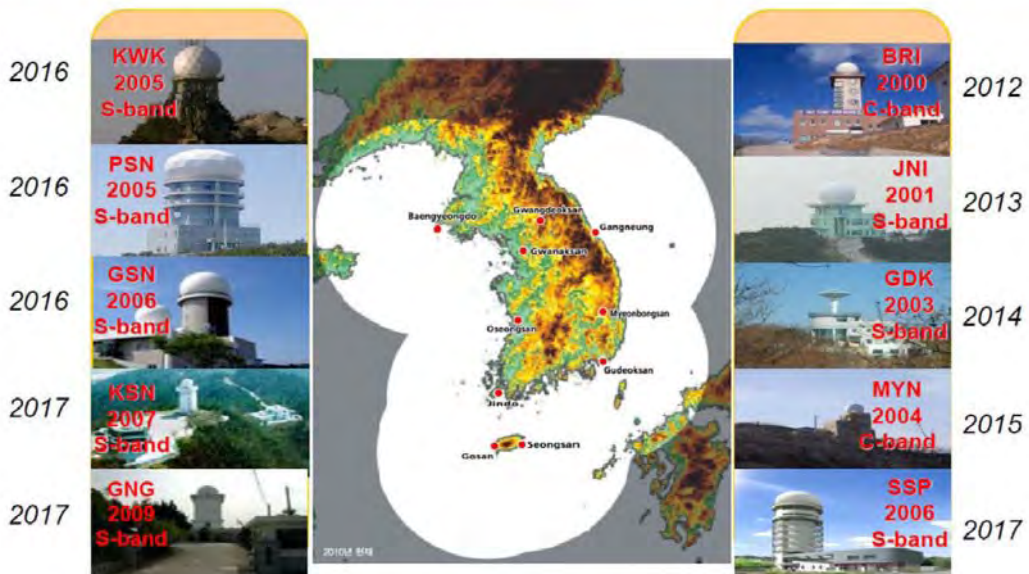 2016
KWK
2005
S-band
2016
PSN
2005
S-band
2016
GSN
2006
S-band
2017
KSN
2007
S-band
2017
GNG
2009
S-band
Baengyeongdo
Gwangdeoksan
Gangneung
Gwanaksan
Oseongsan
Myeonbongsan
Gudeoksan
Jindo
Gosan
Seongsan
2010년 현재
BRI
2000
C-band
2012
JNI
2001
S-band
2013
GDK
2003
S-band
2014
MYN
2004
C-band
2015
SSP
2006
S-band
2017